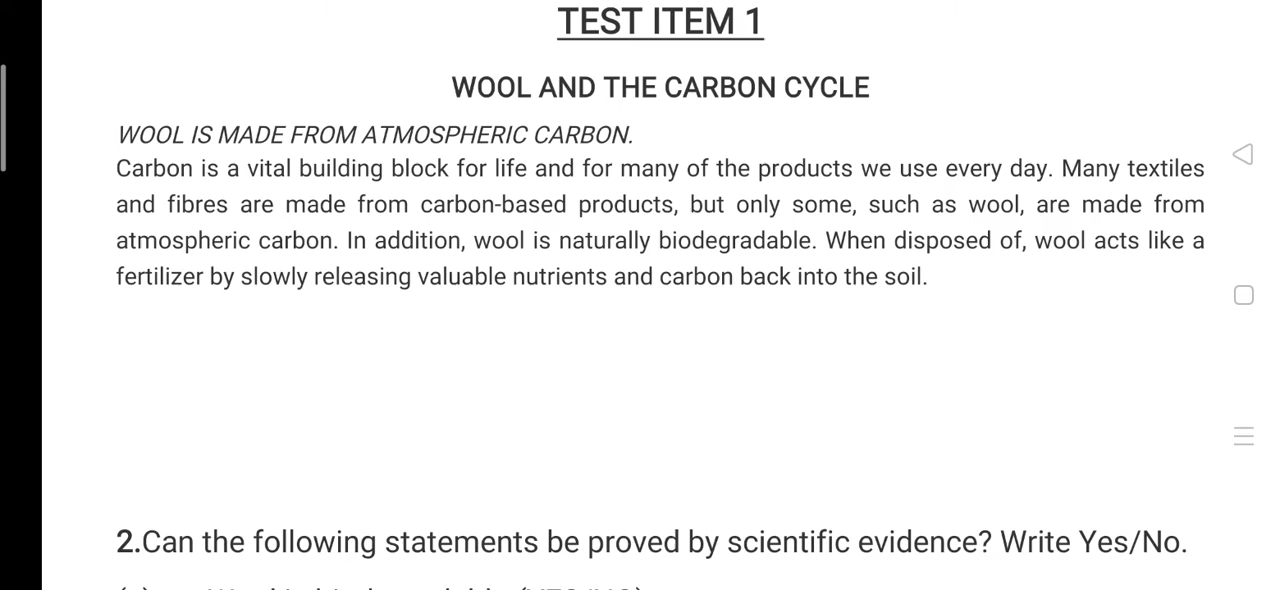 TEST ITEM 1
WOOL AND THE CARBON CYCLE
WOOL IS MADE FROM ATMOSPHERIC CARBON.
Carbon is a vital building block for life and for many of the products we use every day. Many textiles
and fibres are made from carbon-based products, but only some, such as wool, are made from
atmospheric carbon. In addition, wool is naturally biodegradable. When disposed of, wool acts like a
fertilizer by slowly releasing valuable nutrients and carbon back into the soil.
2.Can the following statements be proved by scientific evidence? Write Yes/No.